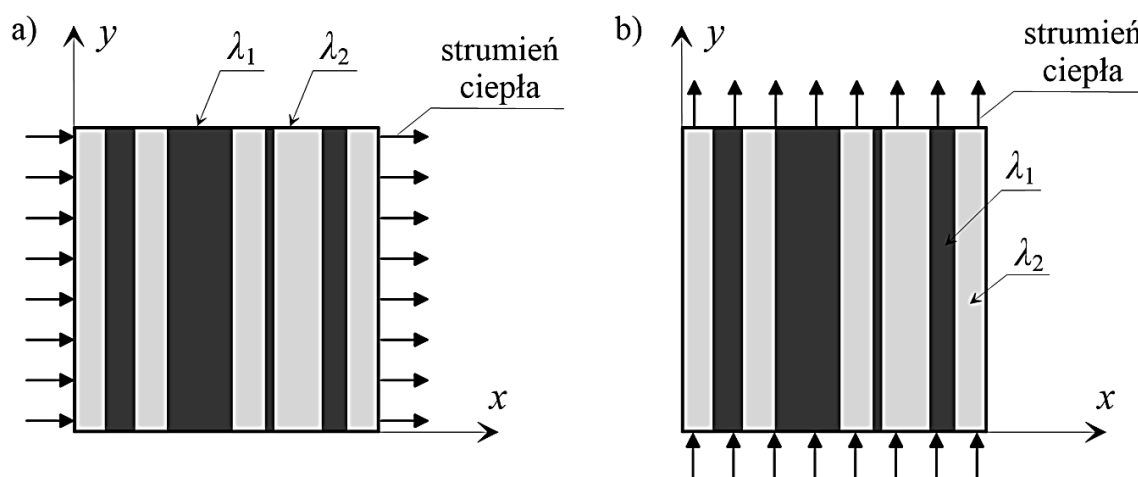 a)
y
λ1
λ2
strumień
ciepła
x
b)
y
strumień
ciepła
λ1
λ2
x